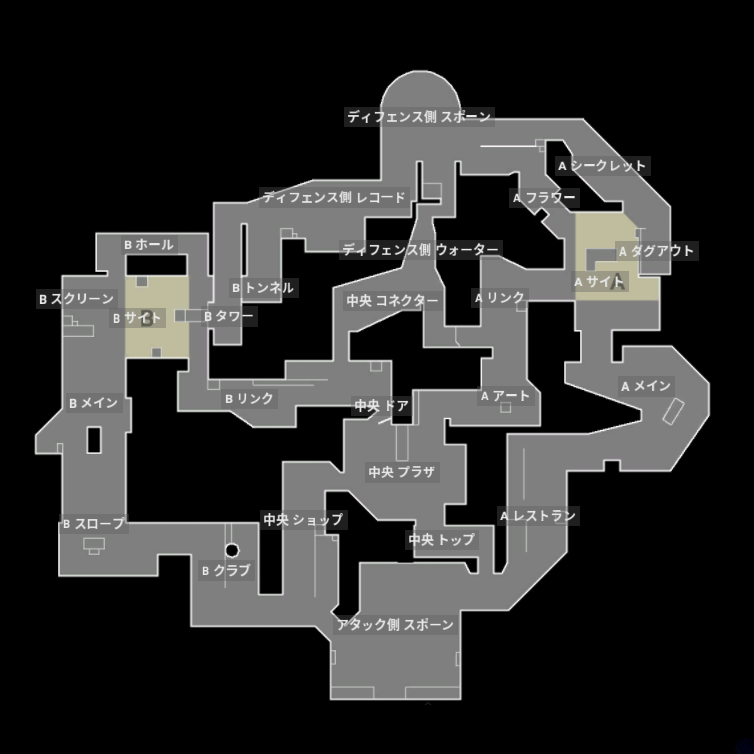 ディフェンス側 スポーン
A シークレット
ディフェンス側 レコード
A フラワー
B ホール
ディフェンス側 ウォーター
A ダグアウト
A サイト
A
B トンネル
B スクリーン
中央 コネクター
A リンク
B サイト
B
B タワー
A メイン
B リンク
A アート
B メイン
中央 ドア
中央 プラザ
A レストラン
B スロープ
中央 ショップ
中央 トップ
B クラブ
アタック側 スポーン